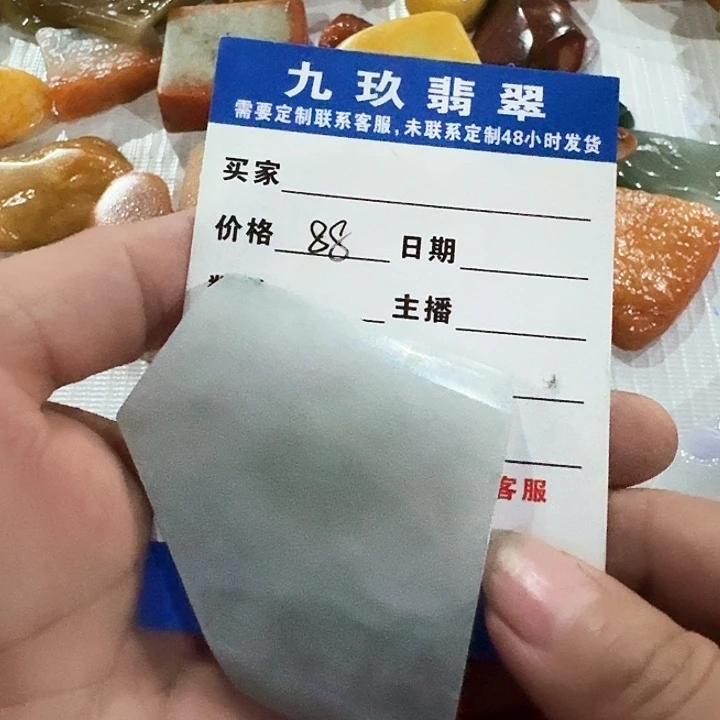 九玖翡翠
需要定制联系客服,未联系定制48小时发货
买家
价格 88 日期
主播
客服